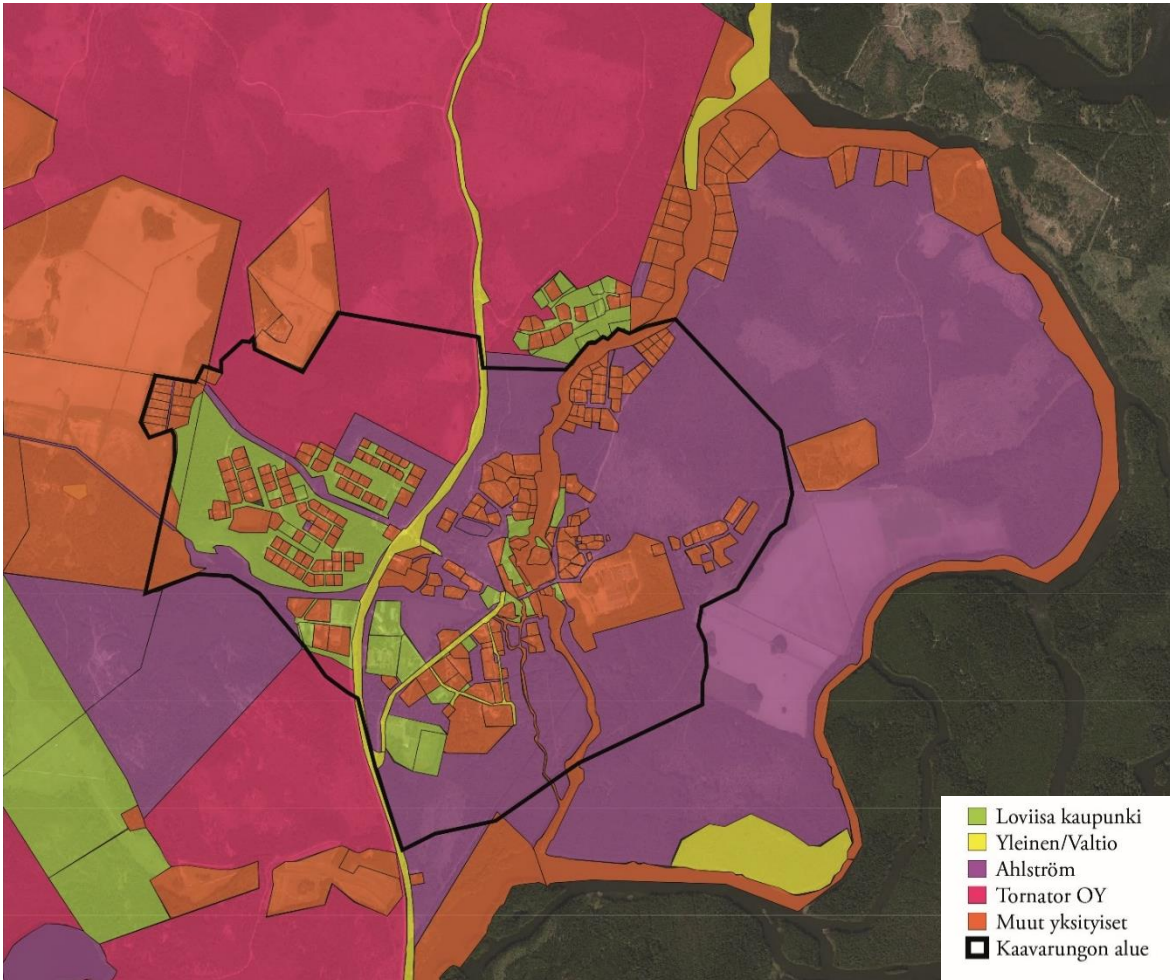 Loviisa kaupunki
Yleinen/Valtio
Ahlström
Tornator OY
Muut yksityiset
Kaavarungon alue